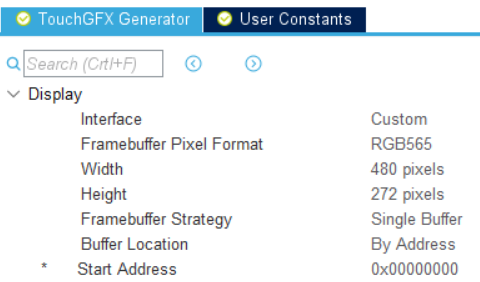 TouchGFX Generator User Constants
Search (Crtl+F)
Display
Interface Custom
Framebuffer Pixel Format RGB565
Width 480 pixels
Height 272 pixels
Framebuffer Strategy Single Buffer
Buffer Location By Address
* Start Address 0x00000000